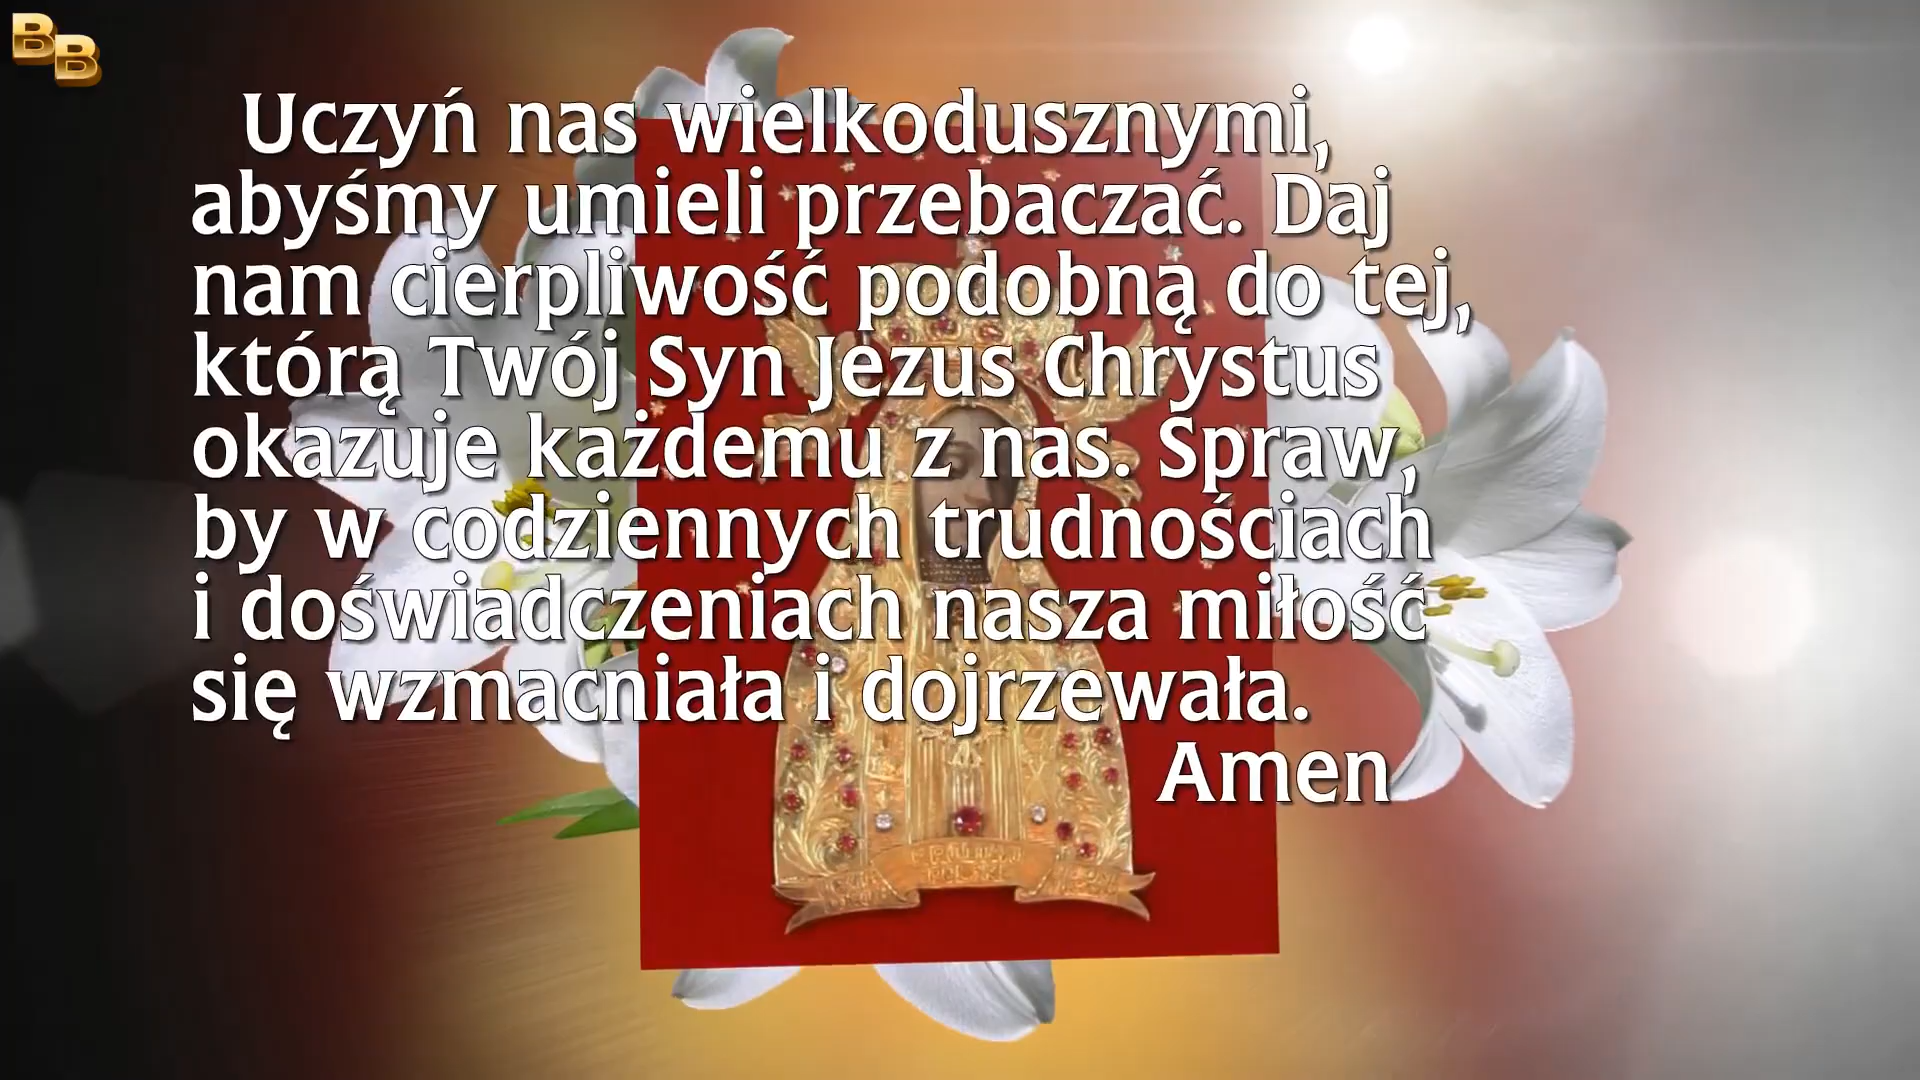 BB
Uczyń nas wielkodusznymi,
abyśmy umieli przebaczać. Daj
nam cierpliwość podobną do tej,
którą Twój Syn Jezus Chrystus
okazuje każdemu z nas. Spraw,
by w codziennych trudnościach
i doświadczeniach nasza miłość
się wzmacniała i dojrzewała.
Amen